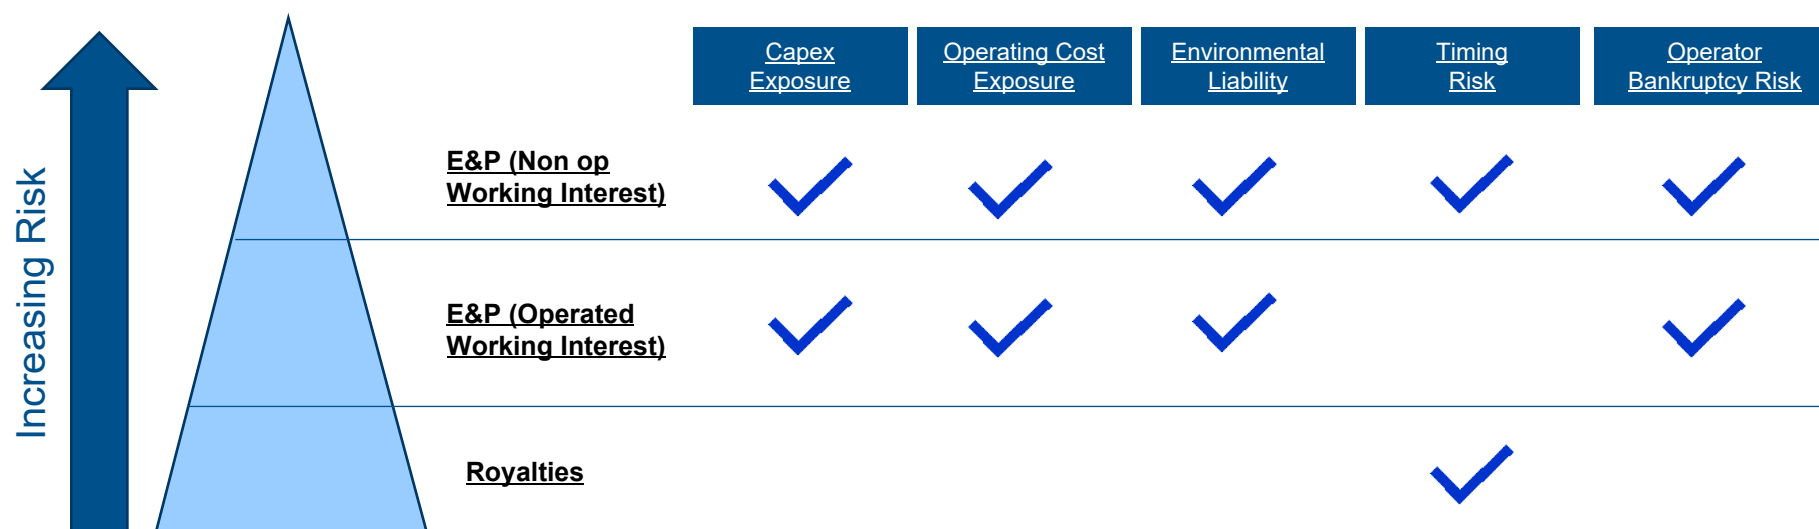 Increasing Risk
Capex
Exposure
Operating Cost
Exposure
Environmental
Liability
Timing
Risk
Operator
Bankruptcy Risk
E&P (Non op
Working Interest)
E&P (Operated
Working Interest)
Royalties